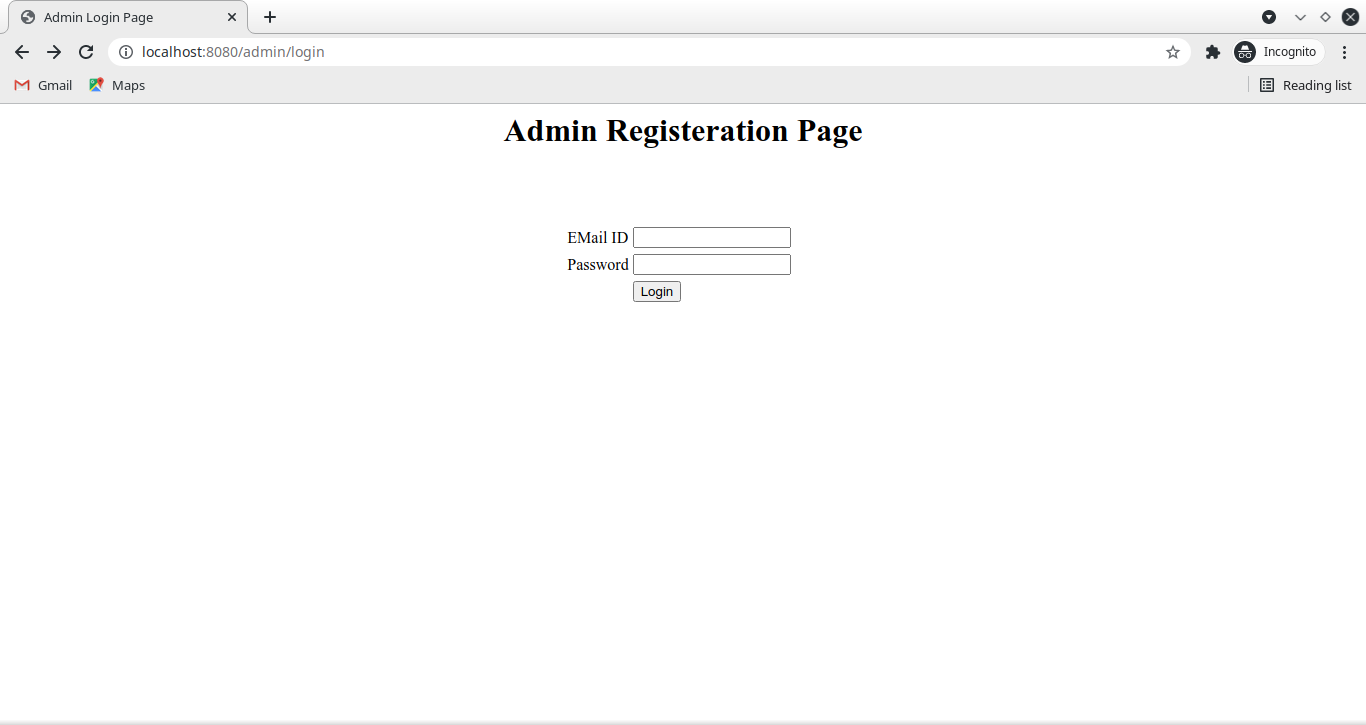 Admin Login Page
localhost:8080/admin/login
Incognito
Gmail Maps Reading list
Admin Registeration Page
EMail ID
Password
Login